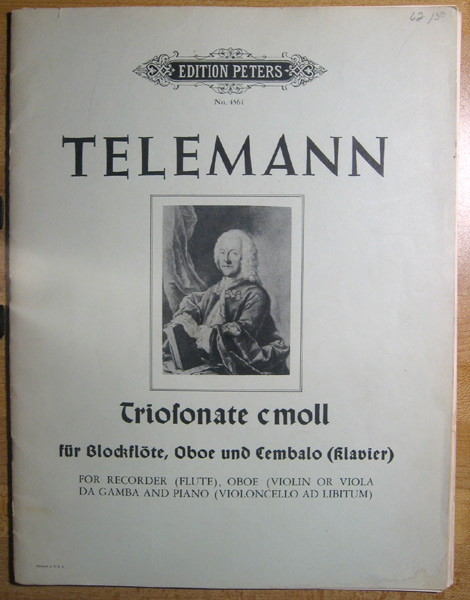 62/50
EDITION PETERS
No. 4561
TELEMANN
Triosonate c moll
für Blockflöte, Oboe und Cembalo (Klavier)
FOR RECORDER (FLUTE), OBOE (VIOLIN OR VIOLA
DA GAMBA AND PIANO (VIOLONCELLO AD LIBITUM)